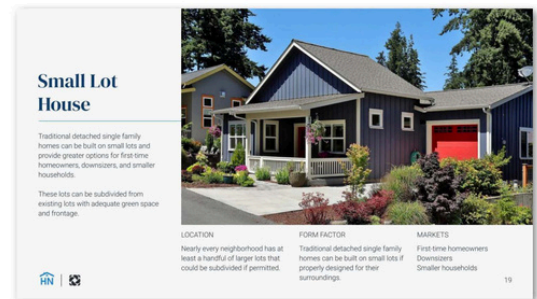 Small Lot
House
Traditional detached single family
homes can be built on small lots and
provide greater options for first-time
homeowners, downsizers, and smaller
households.
These lots can be subdivided from
existing lots with adequate green space
and frontage.
HN
LOCATION
Nearly every neighborhood has at
least a handful of larger lots that
could be subdivided if permitted.
FORM FACTOR
Traditional detached single family
homes can be built on small lots if
properly designed for their
surroundings.
MARKETS
First-time homeowners
Downsizers
Smaller households
19